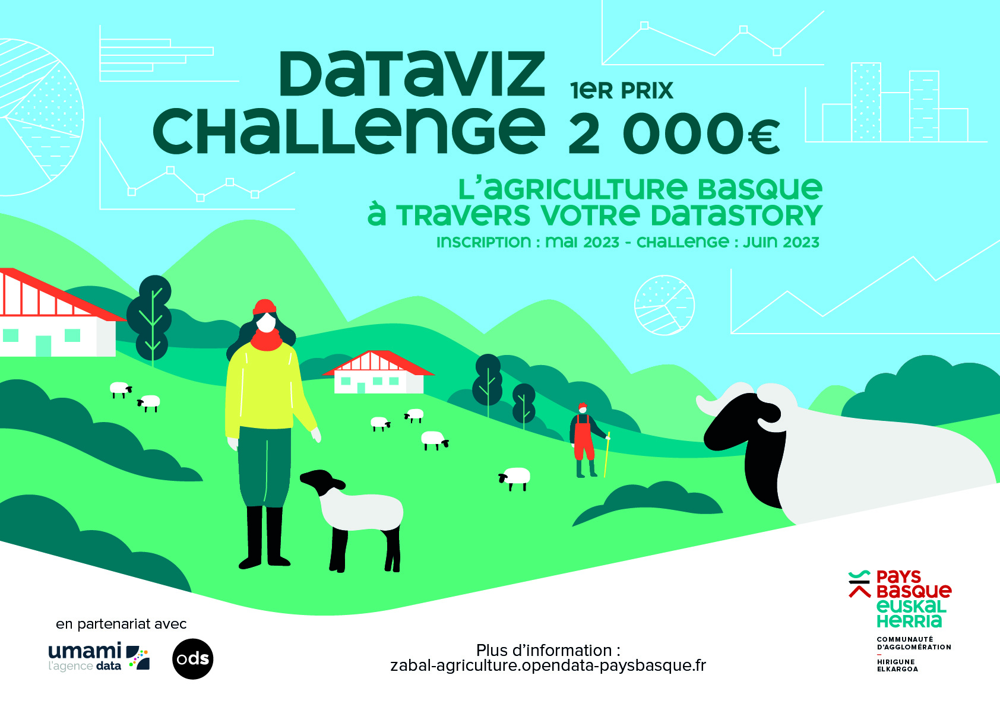 DATAVIZ
CHALLENGE
1ER PRIX
2 000€
L'AGRICULTURE BASQUE
À TRAVERS VOTRE DATASTORY
INSCRIPTION : MAI 2023 - CHALLENGE : JUIN 2023
en partenariat avec
umami
l'agence data
ods
Plus d'information :
zabal-agriculture.opendata-paysbasque.fr
PAYS
BASQUE
EUSKAL
HERRIA
COMMUNAUTÉ
D'AGGLOMÉRATION
HIRIGUNE
ELKARGOA